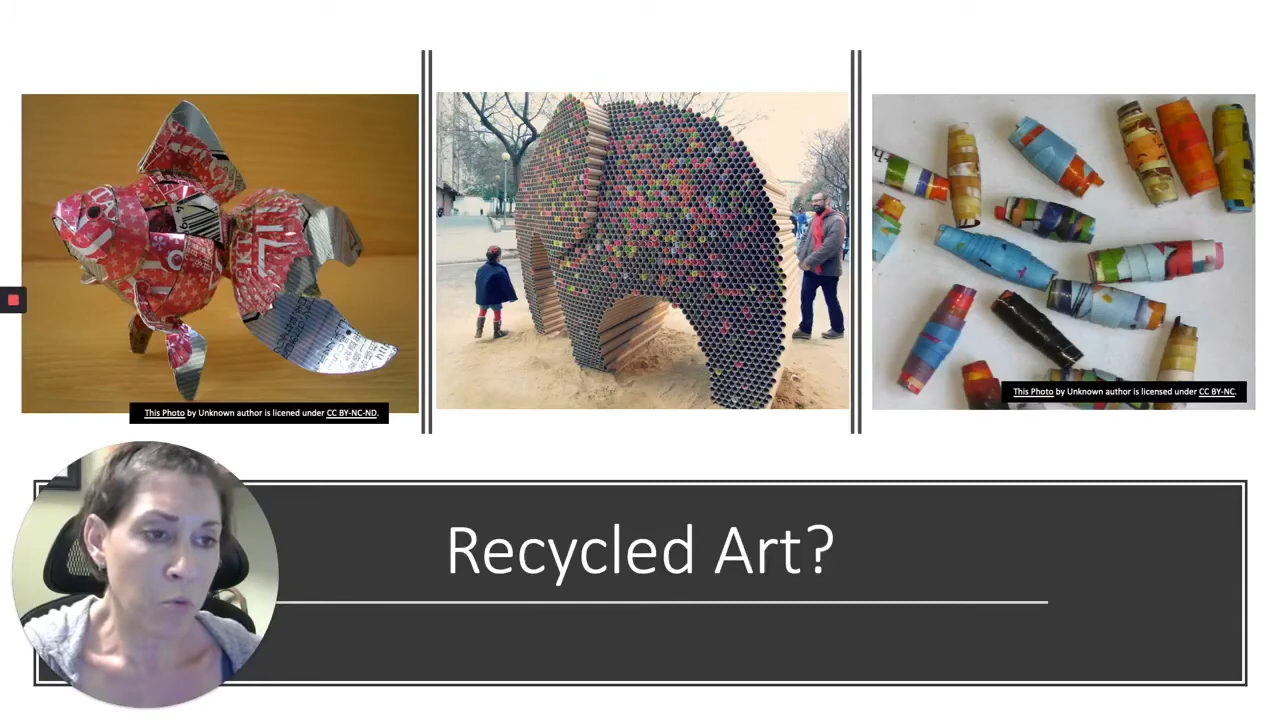 This Photo by Unknown author is licened under CC BY-NC-ND.
This Photo by Unknown author is licensed under CC BY-NC.
Recycled Art?